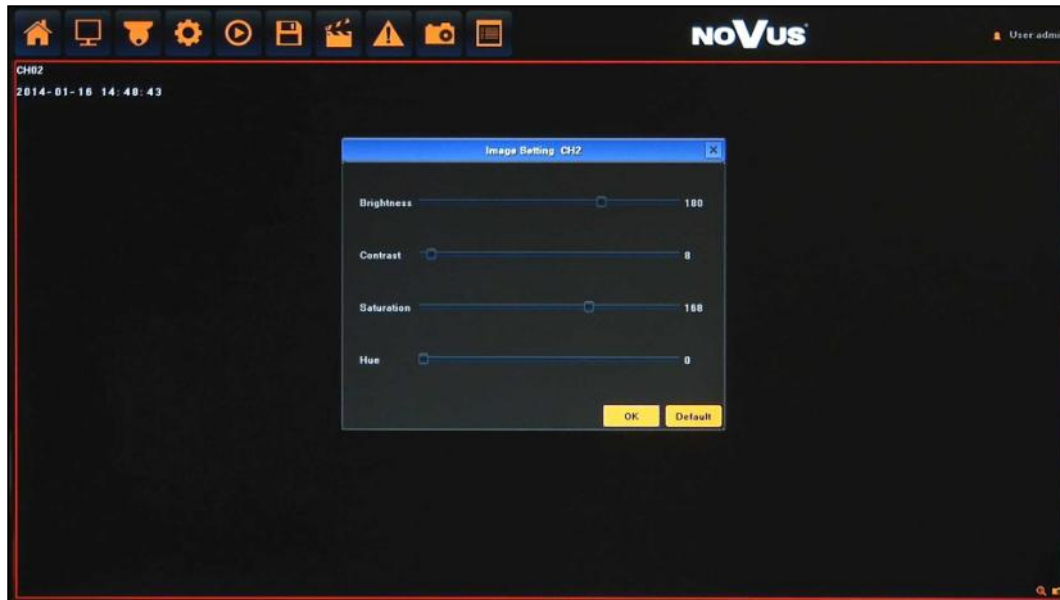 NOVUS
User admi
CH02
2014-01-16 14:48:43
Image Setting CH2
Brightness 180
Contrast 8
Saturation 168
Hue 0
OK Default